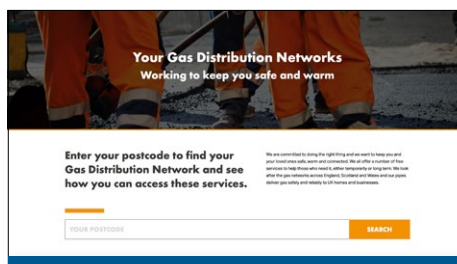 Your Gas Distribution Networks
Working to keep you safe and warm
Enter your postcode to find your
Gas Distribution Network and see
how you can access these services.
We are committed to doing the right thing and we want to keep you and
your loved ones safe, warm and connected. We all offer a number of free
services to help those who need it, either temporarily or long term. We look
after the gas networks across England, Scotland and Wales and our pipes
deliver gas safely and reliably to UK homes and businesses.
YOUR POSTCODE
SEARCH